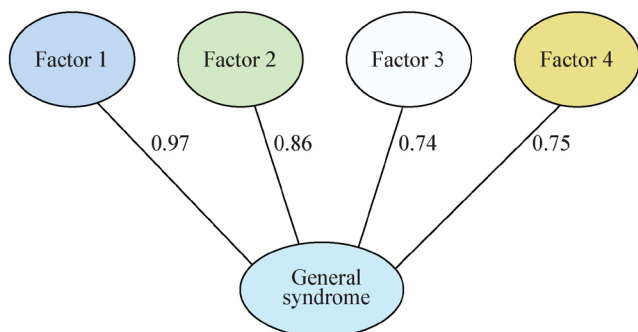 Factor 1
Factor 2
Factor 3
Factor 4
0.97
0.86
0.74
0.75
General
syndrome